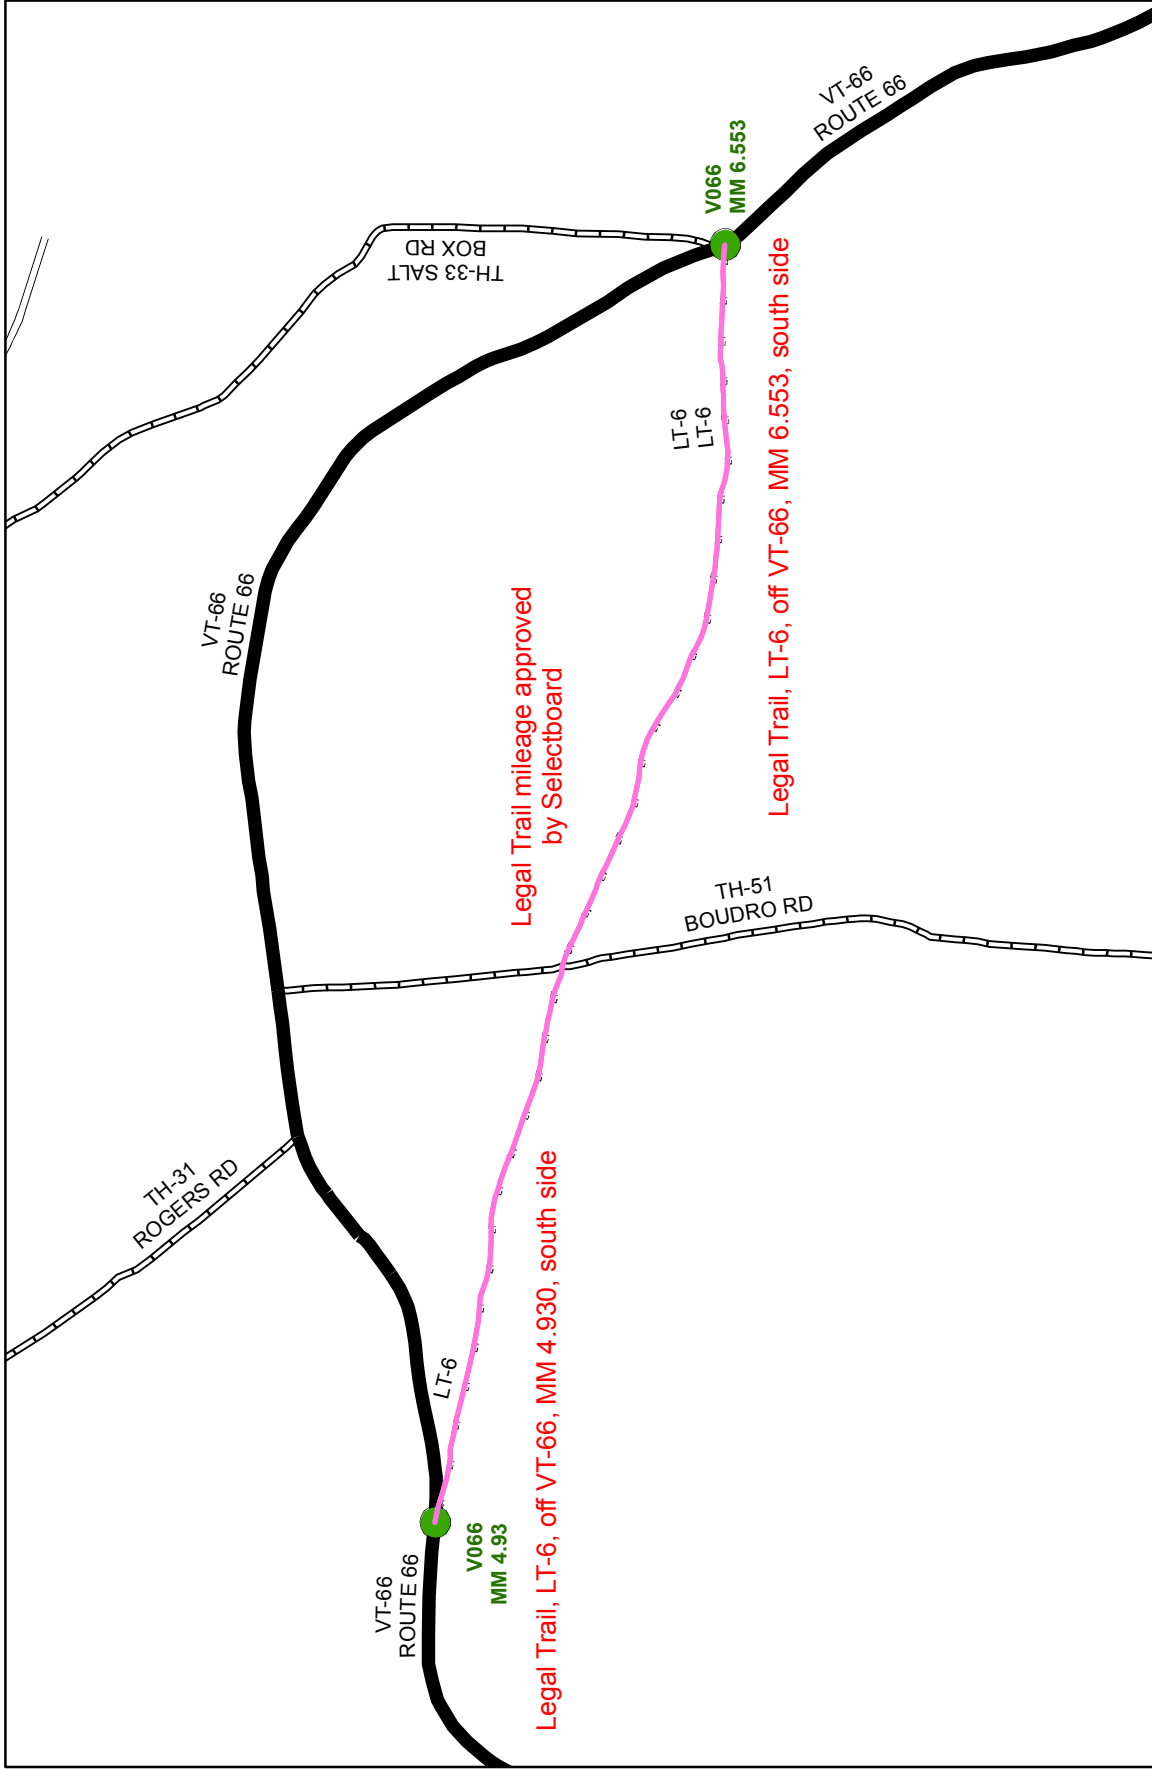 VT-66
ROUTE 66
V066
MM 4.93
LT-6
Legal Trail, LT-6, off VT-66, MM 4.930, south side
TH-31
ROGERS RD
TH-51
BOUDRO RD
Legal Trail mileage approved
by Selectboard
VT-66
ROUTE 66
LT-6
LT-6
TH-33 SALT
BOX RD
V066
MM 6.553
Legal Trail, LT-6, off VT-66, MM 6.553, south side
VT-66
ROUTE 66